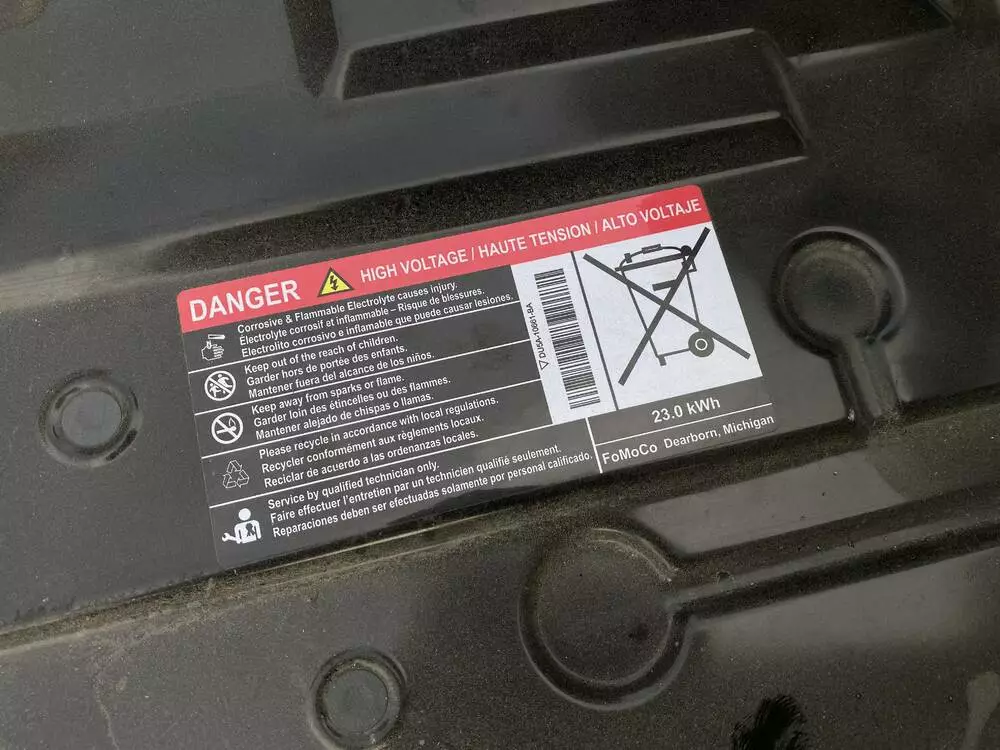 DANGER HIGH VOLTAGE / HAUTE TENSION / ALTO VOLTAJE
Corrosive & Flammable Electrolyte causes injury.
Électrolyte corrosif et inflammable – Risque de blessures.
Electrolito corrosivo e inflamable que puede causar lesiones.
Keep out of the reach of children.
Garder hors de portée des enfants.
Mantener fuera del alcance de los niños.
Keep away from sparks or flame.
Garder loin des étincelles ou des flammes.
Mantener alejado de chispas o llamas.
Please recycle in accordance with local regulations.
Recycler conformément aux règlements locaux.
Reciclar de acuerdo a las ordenanzas locales.
Service by qualified technician only.
Faire effectuer l'entretien par un technicien qualifié seulement.
Reparaciones deben ser efectuadas solamente por personal calificado.
DU5A-10661-BA
23.0 kWh
FoMoCo Dearborn, Michigan